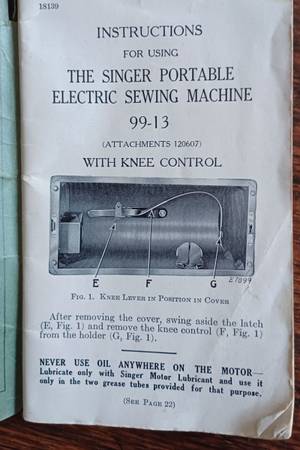 18139
INSTRUCTIONS
FOR USING
THE SINGER PORTABLE
ELECTRIC SEWING MACHINE
99-13
(ATTACHMENTS 120607)
WITH KNEE CONTROL
E F G E7899
FIG. 1. KNEE LEVER IN POSITION IN COVER
After removing the cover, swing aside the latch
(E, Fig. 1) and remove the knee control (F, Fig. 1)
from the holder (G, Fig. 1).
NEVER USE OIL ANYWHERE ON THE MOTOR—
Lubricate only with Singer Motor Lubricant and use it
only in the two grease tubes provided for that purpose.
(SEE PAGE 22)